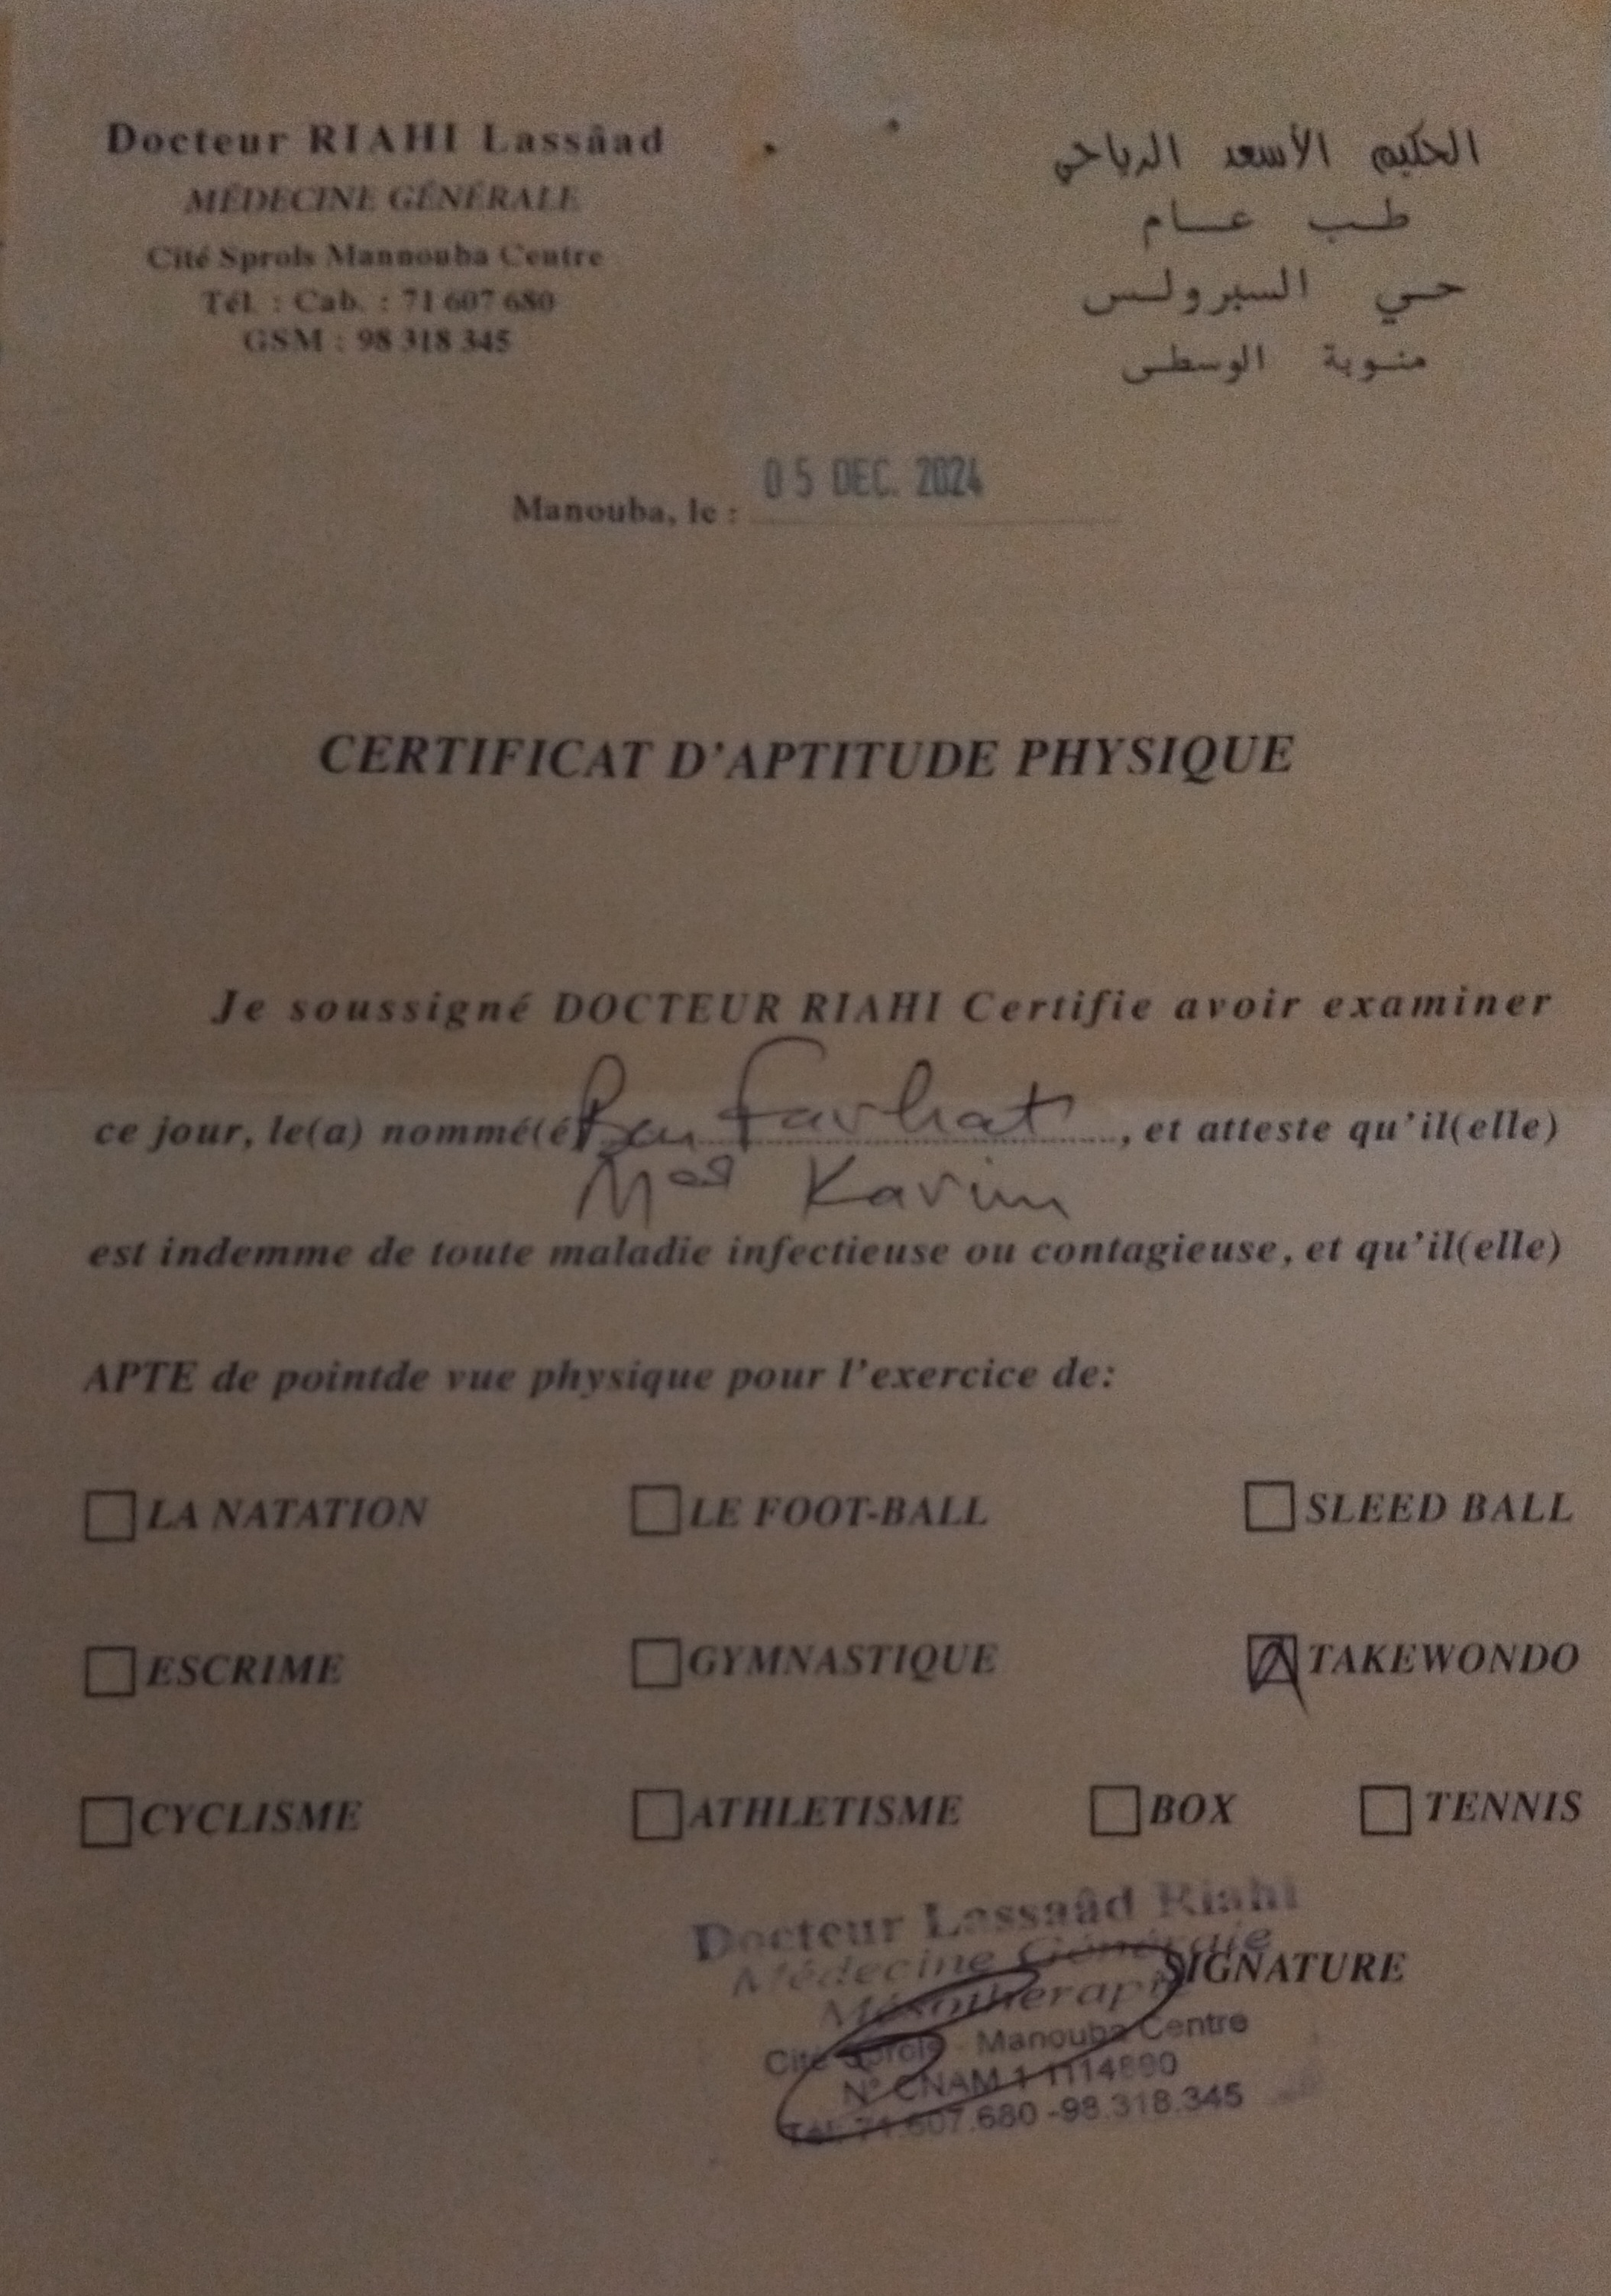 Docteur RIAHI Lassâad
MÉDECINE GÉNÉRALE
Cité Sprols Mannouba Centre
Tél. : Cab. : 71 607 680
GSM : 98 318 345
الحكيم الأسعد الرياحي
طب عام
حي السبرولس
منوبة الوسطى
Manouba, le : 05 DEC. 2024
CERTIFICAT D'APTITUDE PHYSIQUE
Je soussigné DOCTEUR RIAHI Certifie avoir examiner
ce jour, le(a) nommé(é) Ben Farhat, et atteste qu'il(elle)
Med Karim
est indemme de toute maladie infectieuse ou contagieuse, et qu'il(elle)
APTE de pointde vue physique pour l'exercice de:
LA NATATION LE FOOT-BALL SLEED BALL
ESCRIME GYMNASTIQUE TAKEWONDO
CYCLISME ATHLETISME BOX TENNIS
Docteur Lassaâd Riahi
Médecine Générale
SIGNATURE
Mésothérapie
Cité Sprols - Manouba Centre
N° CNAM 1 1114890
Tél: 71.607.680 -98.318.345